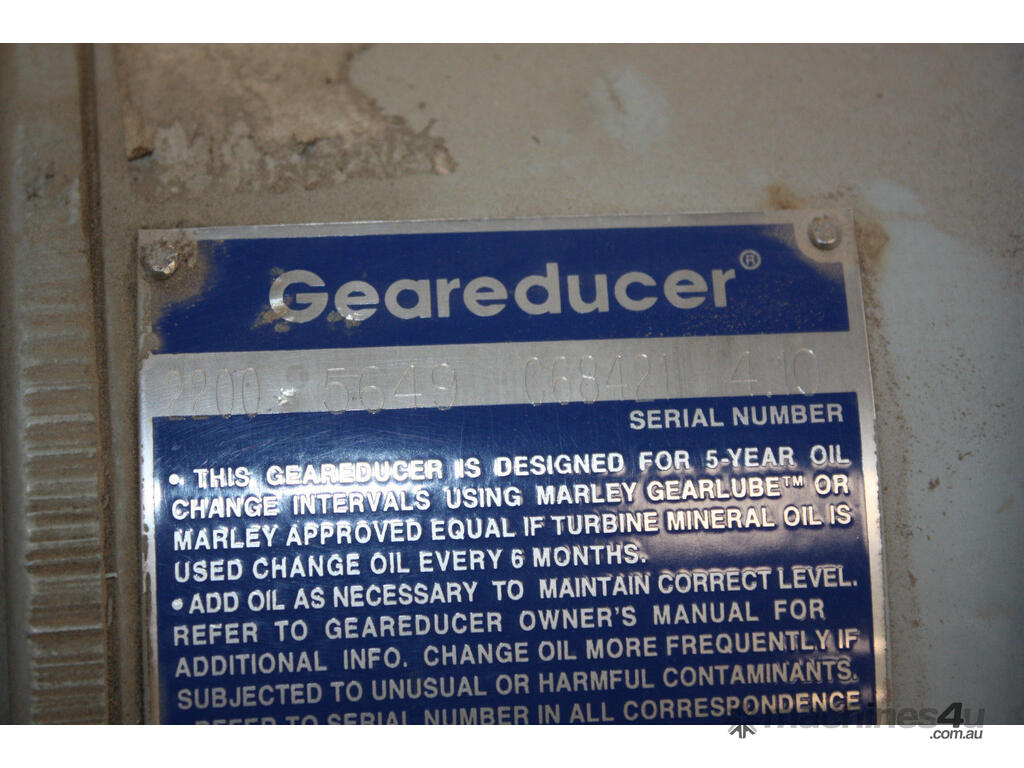 Geareducer®
2200 5649 C68421 4.10
SERIAL NUMBER
• THIS GEAREDUCER IS DESIGNED FOR 5-YEAR OIL
CHANGE INTERVALS USING MARLEY GEARLUBE™ OR
MARLEY APPROVED EQUAL IF TURBINE MINERAL OIL IS
USED CHANGE OIL EVERY 6 MONTHS.
• ADD OIL AS NECESSARY TO MAINTAIN CORRECT LEVEL.
REFER TO GEAREDUCER OWNER'S MANUAL FOR
ADDITIONAL INFO. CHANGE OIL MORE FREQUENTLY IF
SUBJECTED TO UNUSUAL OR HARMFUL CONTAMINANTS.
• REFER TO SERIAL NUMBER IN ALL CORRESPONDENCE
machines4u
.com.au